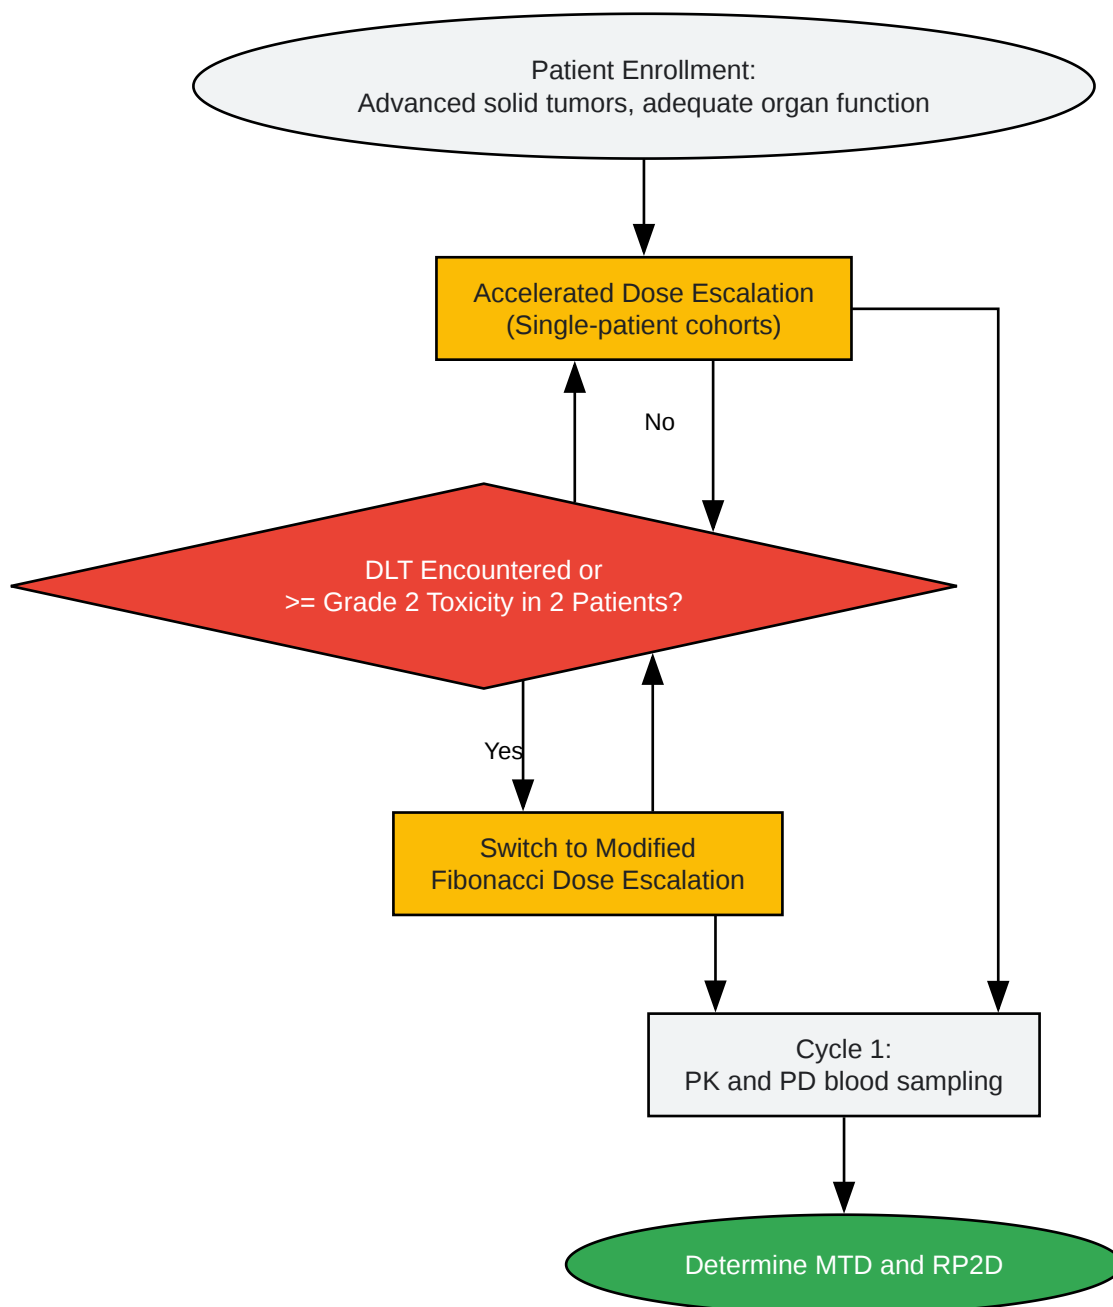 Patient Enrollment:
Advanced solid tumors, adequate organ function
Accelerated Dose Escalation
(Single-patient cohorts)
No
DLT Encountered or
>= Grade 2 Toxicity in 2 Patients?
Yes
Switch to Modified
Fibonacci Dose Escalation
Cycle 1:
PK and PD blood sampling
Determine MTD and RP2D